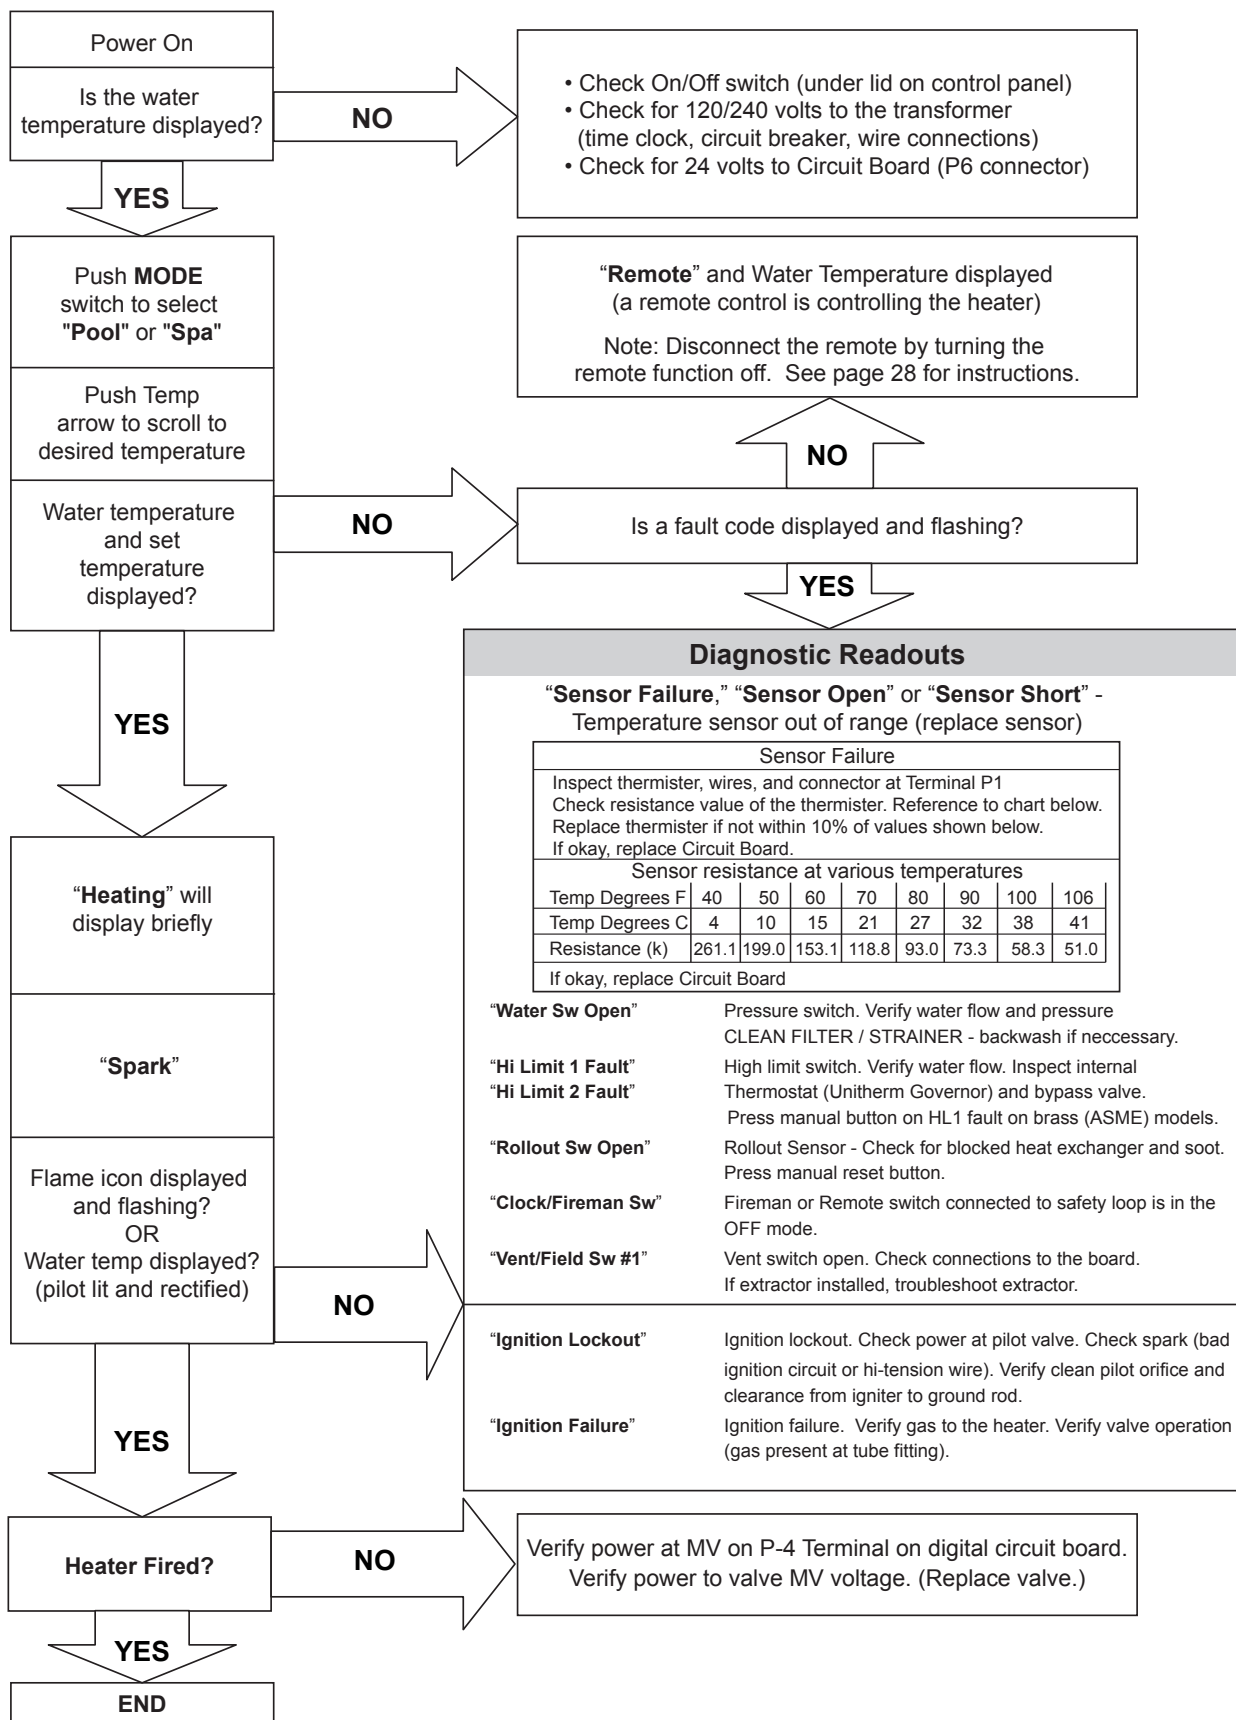 Power On
Is the water
temperature displayed?
NO
• Check On/Off switch (under lid on control panel)
• Check for 120/240 volts to the transformer
(time clock, circuit breaker, wire connections)
• Check for 24 volts to Circuit Board (P6 connector)
YES
Push MODE
switch to select
"Pool" or "Spa"
Push Temp
arrow to scroll to
desired temperature
Water temperature
and set
temperature
displayed?
NO
“Remote” and Water Temperature displayed
(a remote control is controlling the heater)
Note: Disconnect the remote by turning the
remote function off. See page 28 for instructions.
NO
Is a fault code displayed and flashing?
YES
YES
Diagnostic Readouts
“Sensor Failure,” “Sensor Open” or “Sensor Short” -
Temperature sensor out of range (replace sensor)
Sensor Failure
Inspect thermister, wires, and connector at Terminal P1
Check resistance value of the thermister. Reference to chart below.
Replace thermister if not within 10% of values shown below.
If okay, replace Circuit Board.
Sensor resistance at various temperatures
Temp Degrees F 40 50 60 70 80 90 100 106
Temp Degrees C 4 10 15 21 27 32 38 41
Resistance (k) 261.1 199.0 153.1 118.8 93.0 73.3 58.3 51.0
If okay, replace Circuit Board
“Water Sw Open” Pressure switch. Verify water flow and pressure
CLEAN FILTER / STRAINER - backwash if neccessary.
“Hi Limit 1 Fault” High limit switch. Verify water flow. Inspect internal
“Hi Limit 2 Fault” Thermostat (Unitherm Governor) and bypass valve.
Press manual button on HL1 fault on brass (ASME) models.
“Rollout Sw Open” Rollout Sensor - Check for blocked heat exchanger and soot.
Press manual reset button.
“Clock/Fireman Sw” Fireman or Remote switch connected to safety loop is in the
OFF mode.
“Vent/Field Sw #1” Vent switch open. Check connections to the board.
If extractor installed, troubleshoot extractor.
“Ignition Lockout” Ignition lockout. Check power at pilot valve. Check spark (bad
ignition circuit or hi-tension wire). Verify clean pilot orifice and
clearance from igniter to ground rod.
“Ignition Failure” Ignition failure. Verify gas to the heater. Verify valve operation
(gas present at tube fitting).
“Heating” will
display briefly
“Spark”
Flame icon displayed
and flashing?
OR
Water temp displayed?
(pilot lit and rectified)
NO
YES
Heater Fired?
NO
Verify power at MV on P-4 Terminal on digital circuit board.
Verify power to valve MV voltage. (Replace valve.)
YES
END